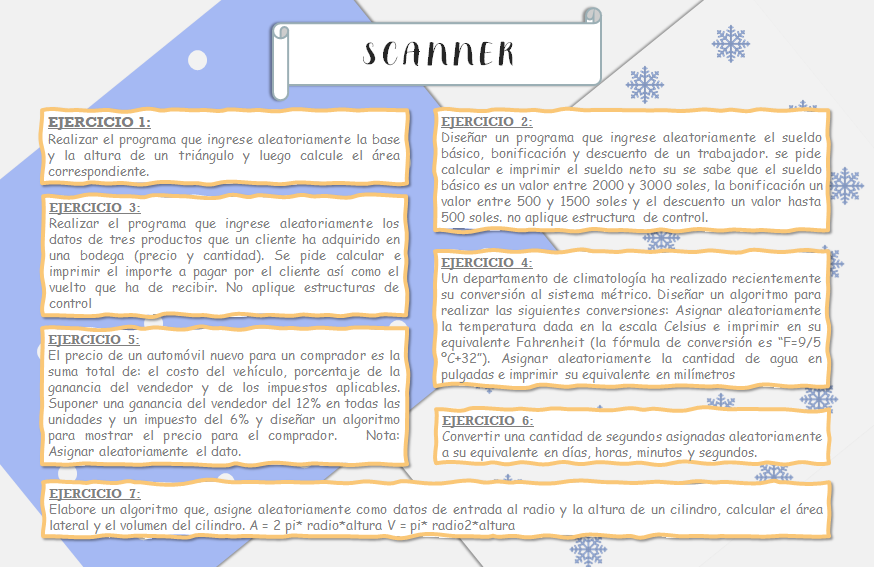 SCANNER
EJERCICIO 1:
Realizar el programa que ingrese aleatoriamente la base
y la altura de un triángulo y luego calcule el área
correspondiente.
EJERCICIO 2:
Diseñar un programa que ingrese aleatoriamente el sueldo
básico, bonificación y descuento de un trabajador. se pide
calcular e imprimir el sueldo neto su se sabe que el sueldo
básico es un valor entre 2000 y 3000 soles, la bonificación un
valor entre 500 y 1500 soles y el descuento un valor hasta
500 soles. no aplique estructura de control.
EJERCICIO 3:
Realizar el programa que ingrese aleatoriamente los
datos de tres productos que un cliente ha adquirido en
una bodega (precio y cantidad). Se pide calcular e
imprimir el importe a pagar por el cliente así como el
vuelto que ha de recibir. No aplique estructuras de
control
EJERCICIO 4:
Un departamento de climatología ha realizado recientemente
su conversión al sistema métrico. Diseñar un algoritmo para
realizar las siguientes conversiones: Asignar aleatoriamente
la temperatura dada en la escala Celsius e imprimir en su
equivalente Fahrenheit (la fórmula de conversión es “F=9/5
ºC+32”). Asignar aleatoriamente la cantidad de agua en
pulgadas e imprimir su equivalente en milímetros
EJERCICIO 5:
El precio de un automóvil nuevo para un comprador es la
suma total de: el costo del vehículo, porcentaje de la
ganancia del vendedor y de los impuestos aplicables.
Suponer una ganancia del vendedor del 12% en todas las
unidades y un impuesto del 6% y diseñar un algoritmo
para mostrar el precio para el comprador. Nota:
Asignar aleatoriamente el dato.
EJERCICIO 6:
Convertir una cantidad de segundos asignadas aleatoriamente
a su equivalente en días, horas, minutos y segundos.
EJERCICIO 7:
Elabore un algoritmo que, asigne aleatoriamente como datos de entrada al radio y la altura de un cilindro, calcular el área
lateral y el volumen del cilindro. A = 2 pi* radio*altura V = pi* radio2*altura